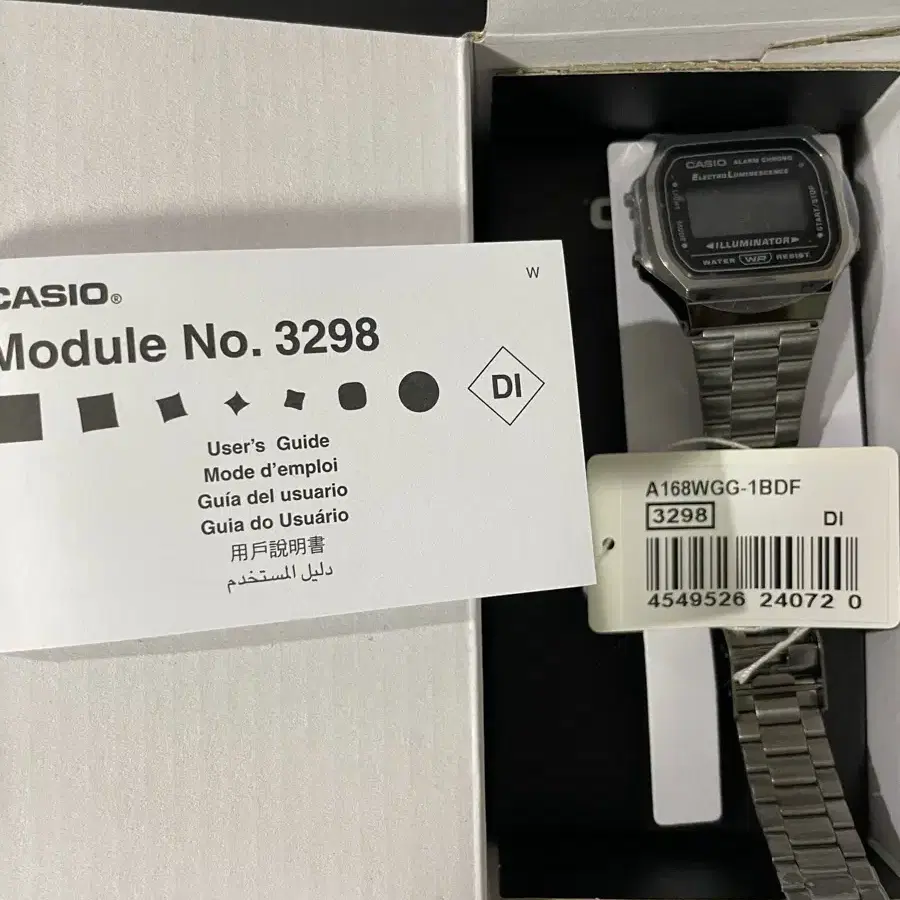 CASIO®
W
Module No. 3298
DI
User's Guide
Mode d'emploi
Guía del usuario
Guia do Usuário
用戶說明書
دليل المستخدم
CASIO ALARM CHRONO
ELECTRO LUMINESCENCE
LIGHT
MODE
START/STOP
ILLUMINATOR
WATER WR RESIST.
A168WGG-1BDF
3298
DI
4549526 24072 0